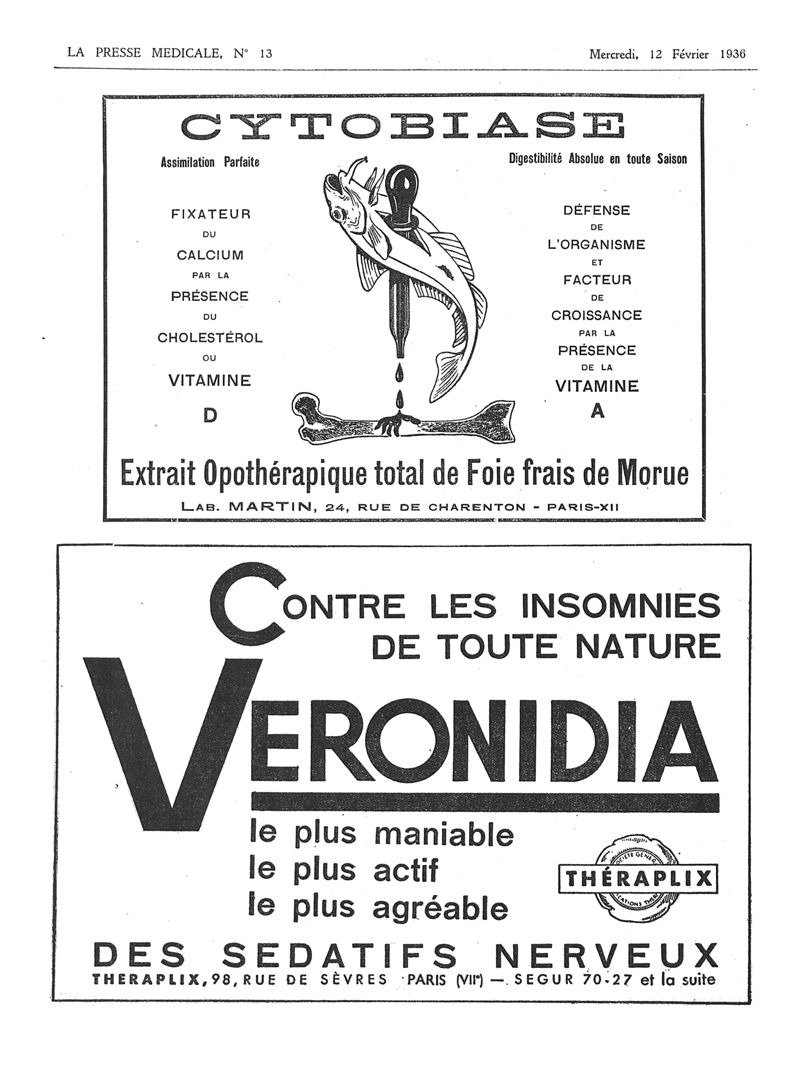 LA PRESSE MEDICALE, N° 13
Mercredi, 12 Février 1936
CYTOBIASE
Assimilation Parfaite
FIXATEUR
DU
CALCIUM
PAR LA
PRÉSENCE
DU
CHOLESTÉROL
OU
VITAMINE
D
Digestibilité Absolue en toute Saison
DÉFENSE
DE
L'ORGANISME
ET
FACTEUR
DE
CROISSANCE
PAR LA
PRÉSENCE
DE LA
VITAMINE
A
Extrait Opothérapique total de Foie frais de Morue
LAB. MARTIN, 24, RUE DE CHARENTON - PARIS-XII
CONTRE LES INSOMNIES
DE TOUTE NATURE
VERONIDIA
le plus maniable
le plus actif
le plus agréable
SOCIÉTÉ GÉNÉR
THÉRAPLIX
CATIONS THER
DES SEDATIFS NERVEUX
THERAPLIX, 98, RUE DE SÈVRES PARIS (VIIe) — SEGUR 70-27 et la suite